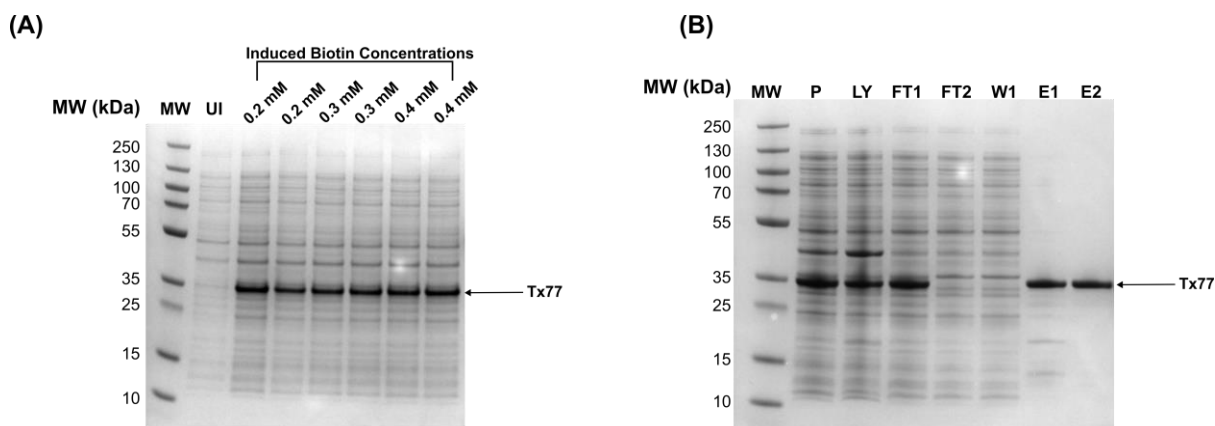 (A)
Induced Biotin Concentrations
MW (kDa) MW UI 0.2 mM 0.2 mM 0.3 mM 0.3 mM 0.4 mM 0.4 mM
250
130
100
70
55
35
Tx77
25
15
10
(B)
MW (kDa) MW P LY FT1 FT2 W1 E1 E2
250
130
100
70
55
35
Tx77
25
15
10